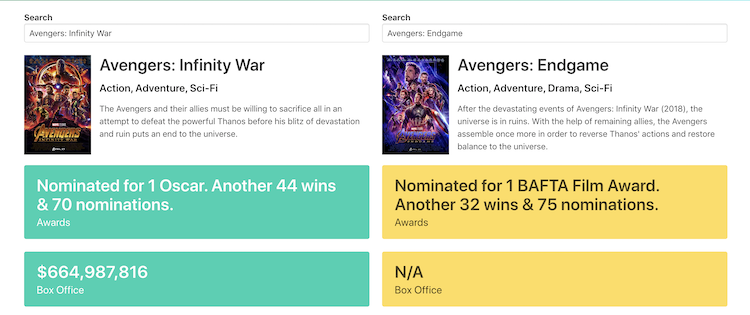 Search
Avengers: Infinity War
Avengers: Infinity War
Action, Adventure, Sci-Fi
The Avengers and their allies must be willing to sacrifice all in an
attempt to defeat the powerful Thanos before his blitz of devastation
and ruin puts an end to the universe.
AVENGERS
INFINITY WAR
Nominated for 1 Oscar. Another 44 wins
& 70 nominations.
Awards
$664,987,816
Box Office
Search
Avengers: Endgame
Avengers: Endgame
Action, Adventure, Drama, Sci-Fi
After the devastating events of Avengers: Infinity War (2018), the
universe is in ruins. With the help of remaining allies, the Avengers
assemble once more in order to reverse Thanos' actions and restore
balance to the universe.
AVENGERS
Nominated for 1 BAFTA Film Award.
Another 32 wins & 75 nominations.
Awards
N/A
Box Office